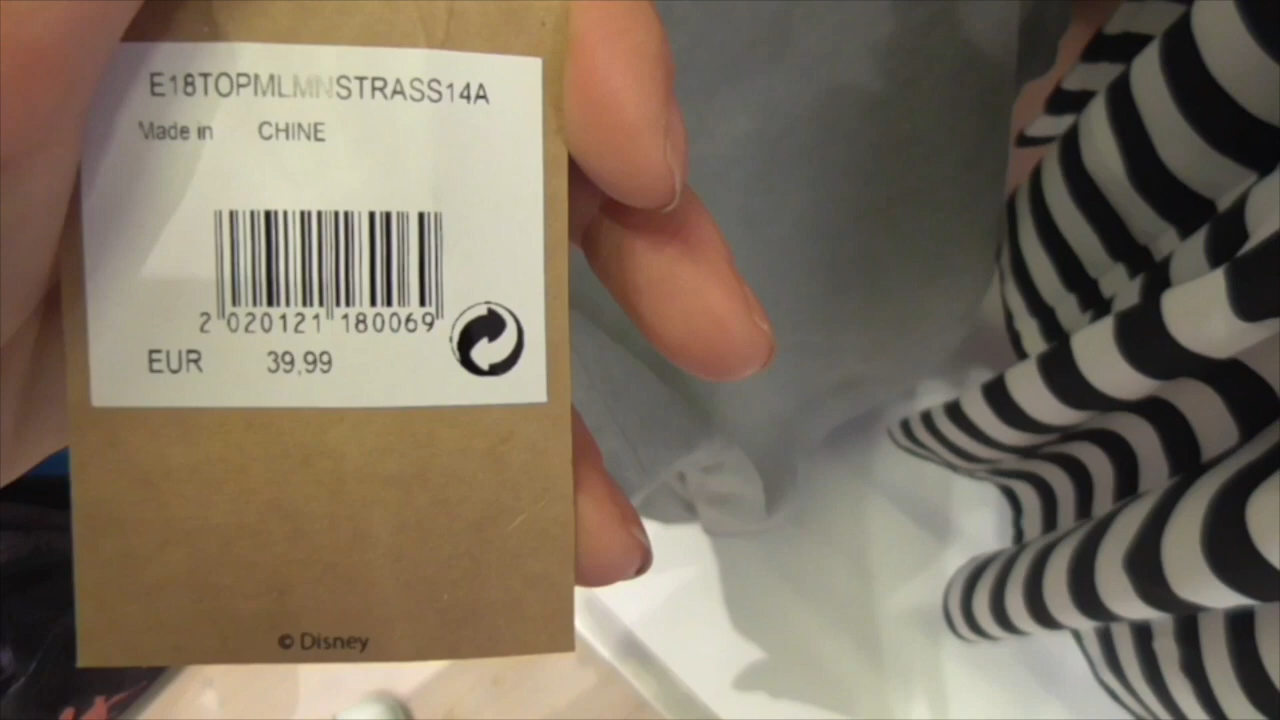 E18TOPMLMNSTRASS14A
Made in CHINE
2 020121 180069
EUR 39,99
© Disney